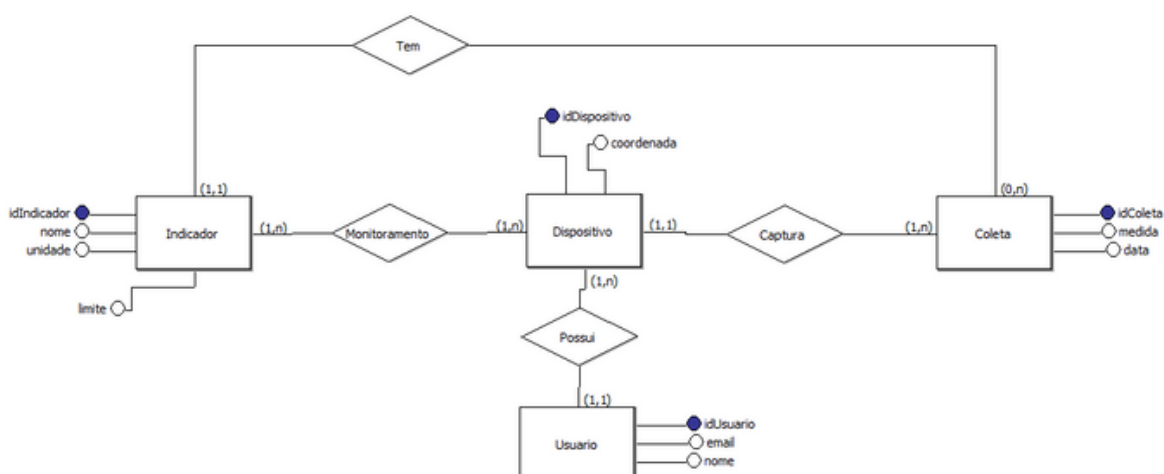 Tem
idDispositivo
coordenada
(1,1)
(0,n)
idIndicador
nome
unidade
limite
Indicador
(1,n)
Monitoramento
(1,n)
Dispositivo
(1,1)
Captura
(1,n)
Coleta
idColeta
medida
data
(1,n)
Possui
(1,1)
Usuario
idUsuario
email
nome